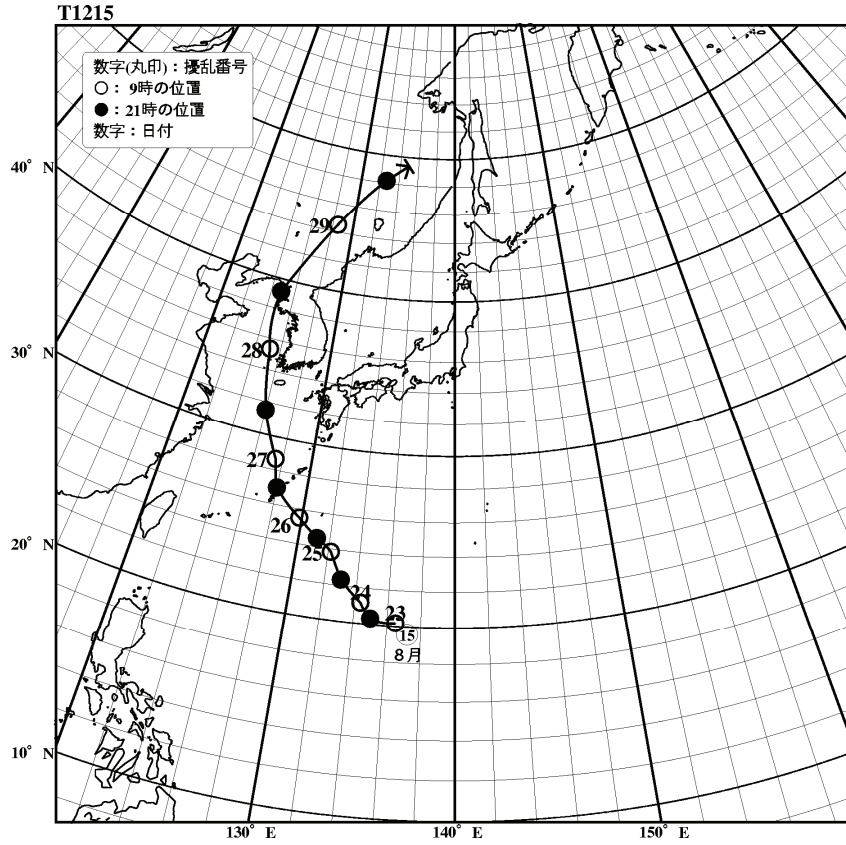 T1215
数字(丸印)：擾乱番号
○： 9時の位置
●：21時の位置
数字：日付
40° N
29
28
30° N
27
26
25
20° N
24
23
15
8月
10° N
130° E
140° E
150° E